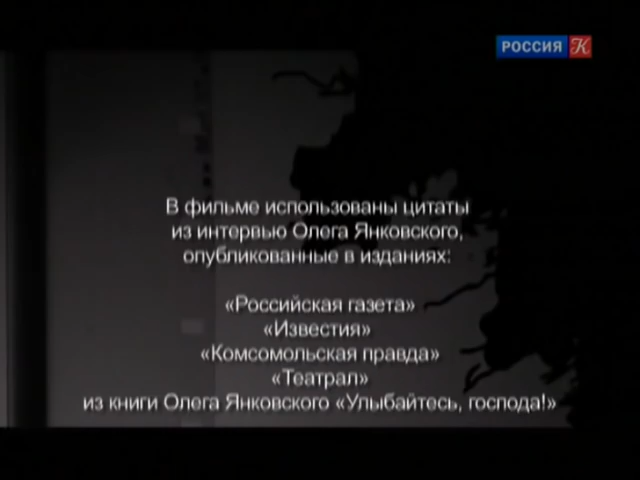 РОССИЯ К
В фильме использованы цитаты
из интервью Олега Янковского,
опубликованные в изданиях:
«Российская газета»
«Известия»
«Комсомольская правда»
«Театрал»
из книги Олега Янковского «Улыбайтесь, господа!»